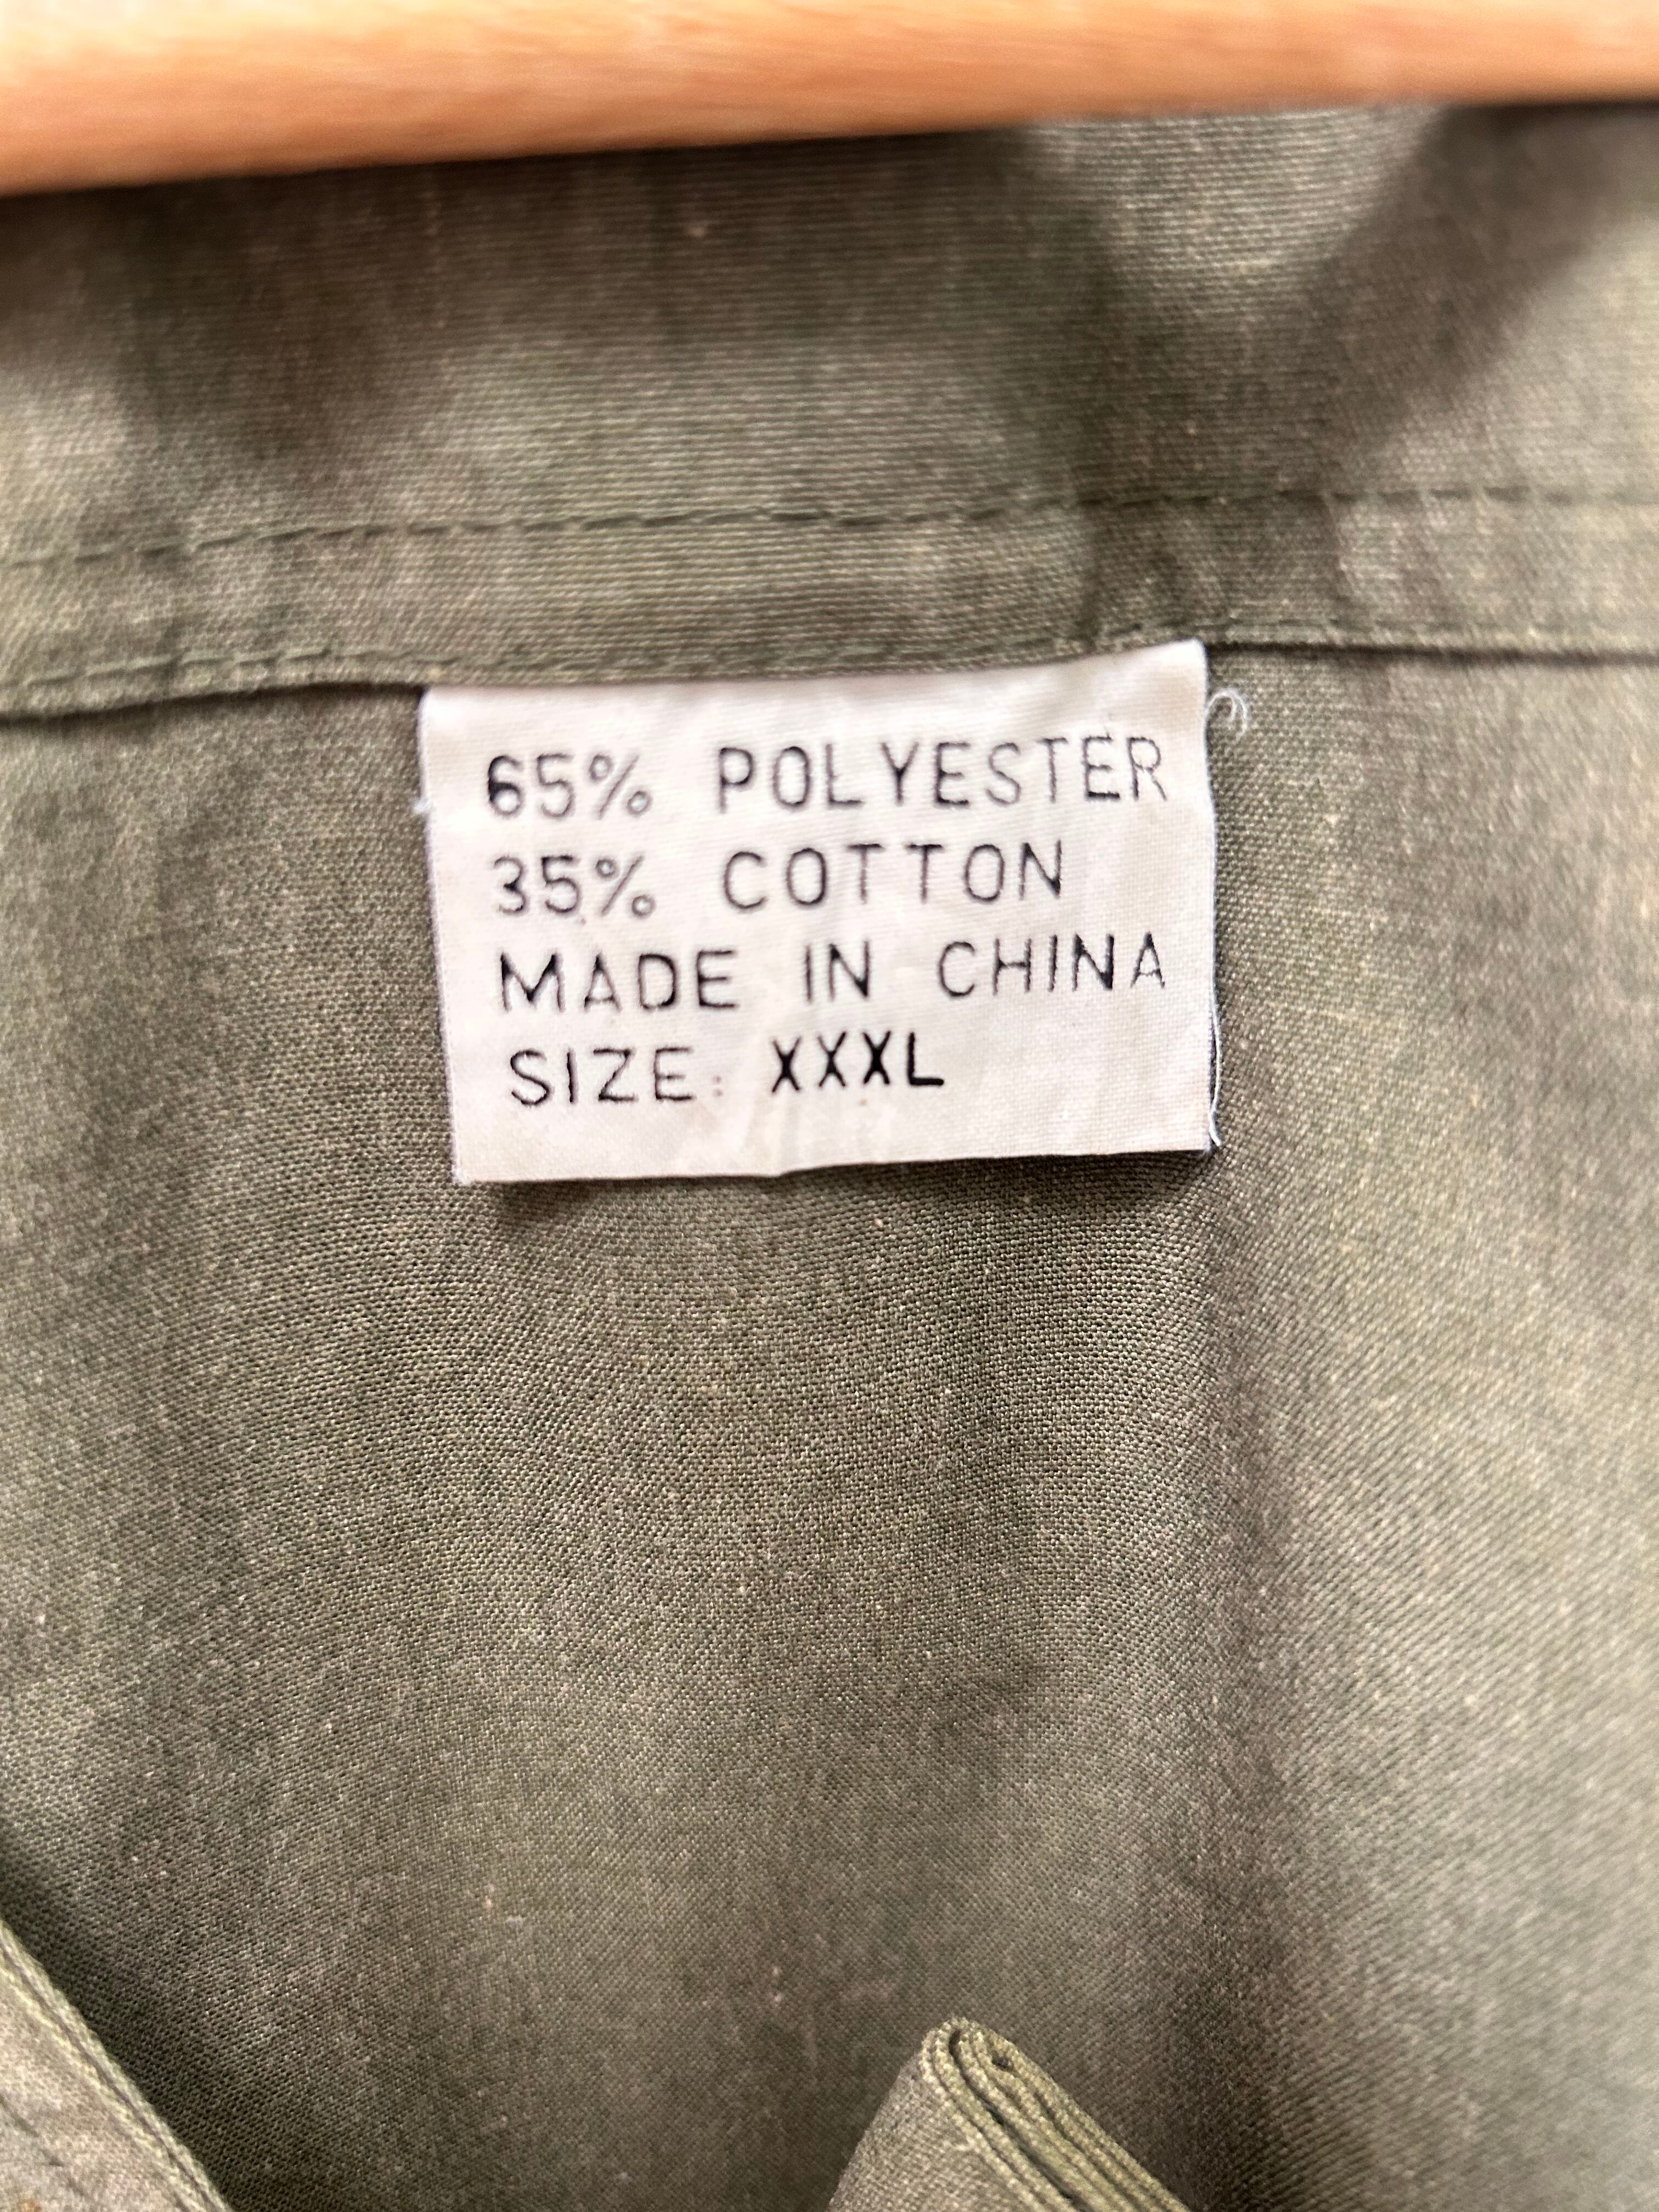 65% POLYESTER
35% COTTON
MADE IN CHINA
SIZE: XXXL